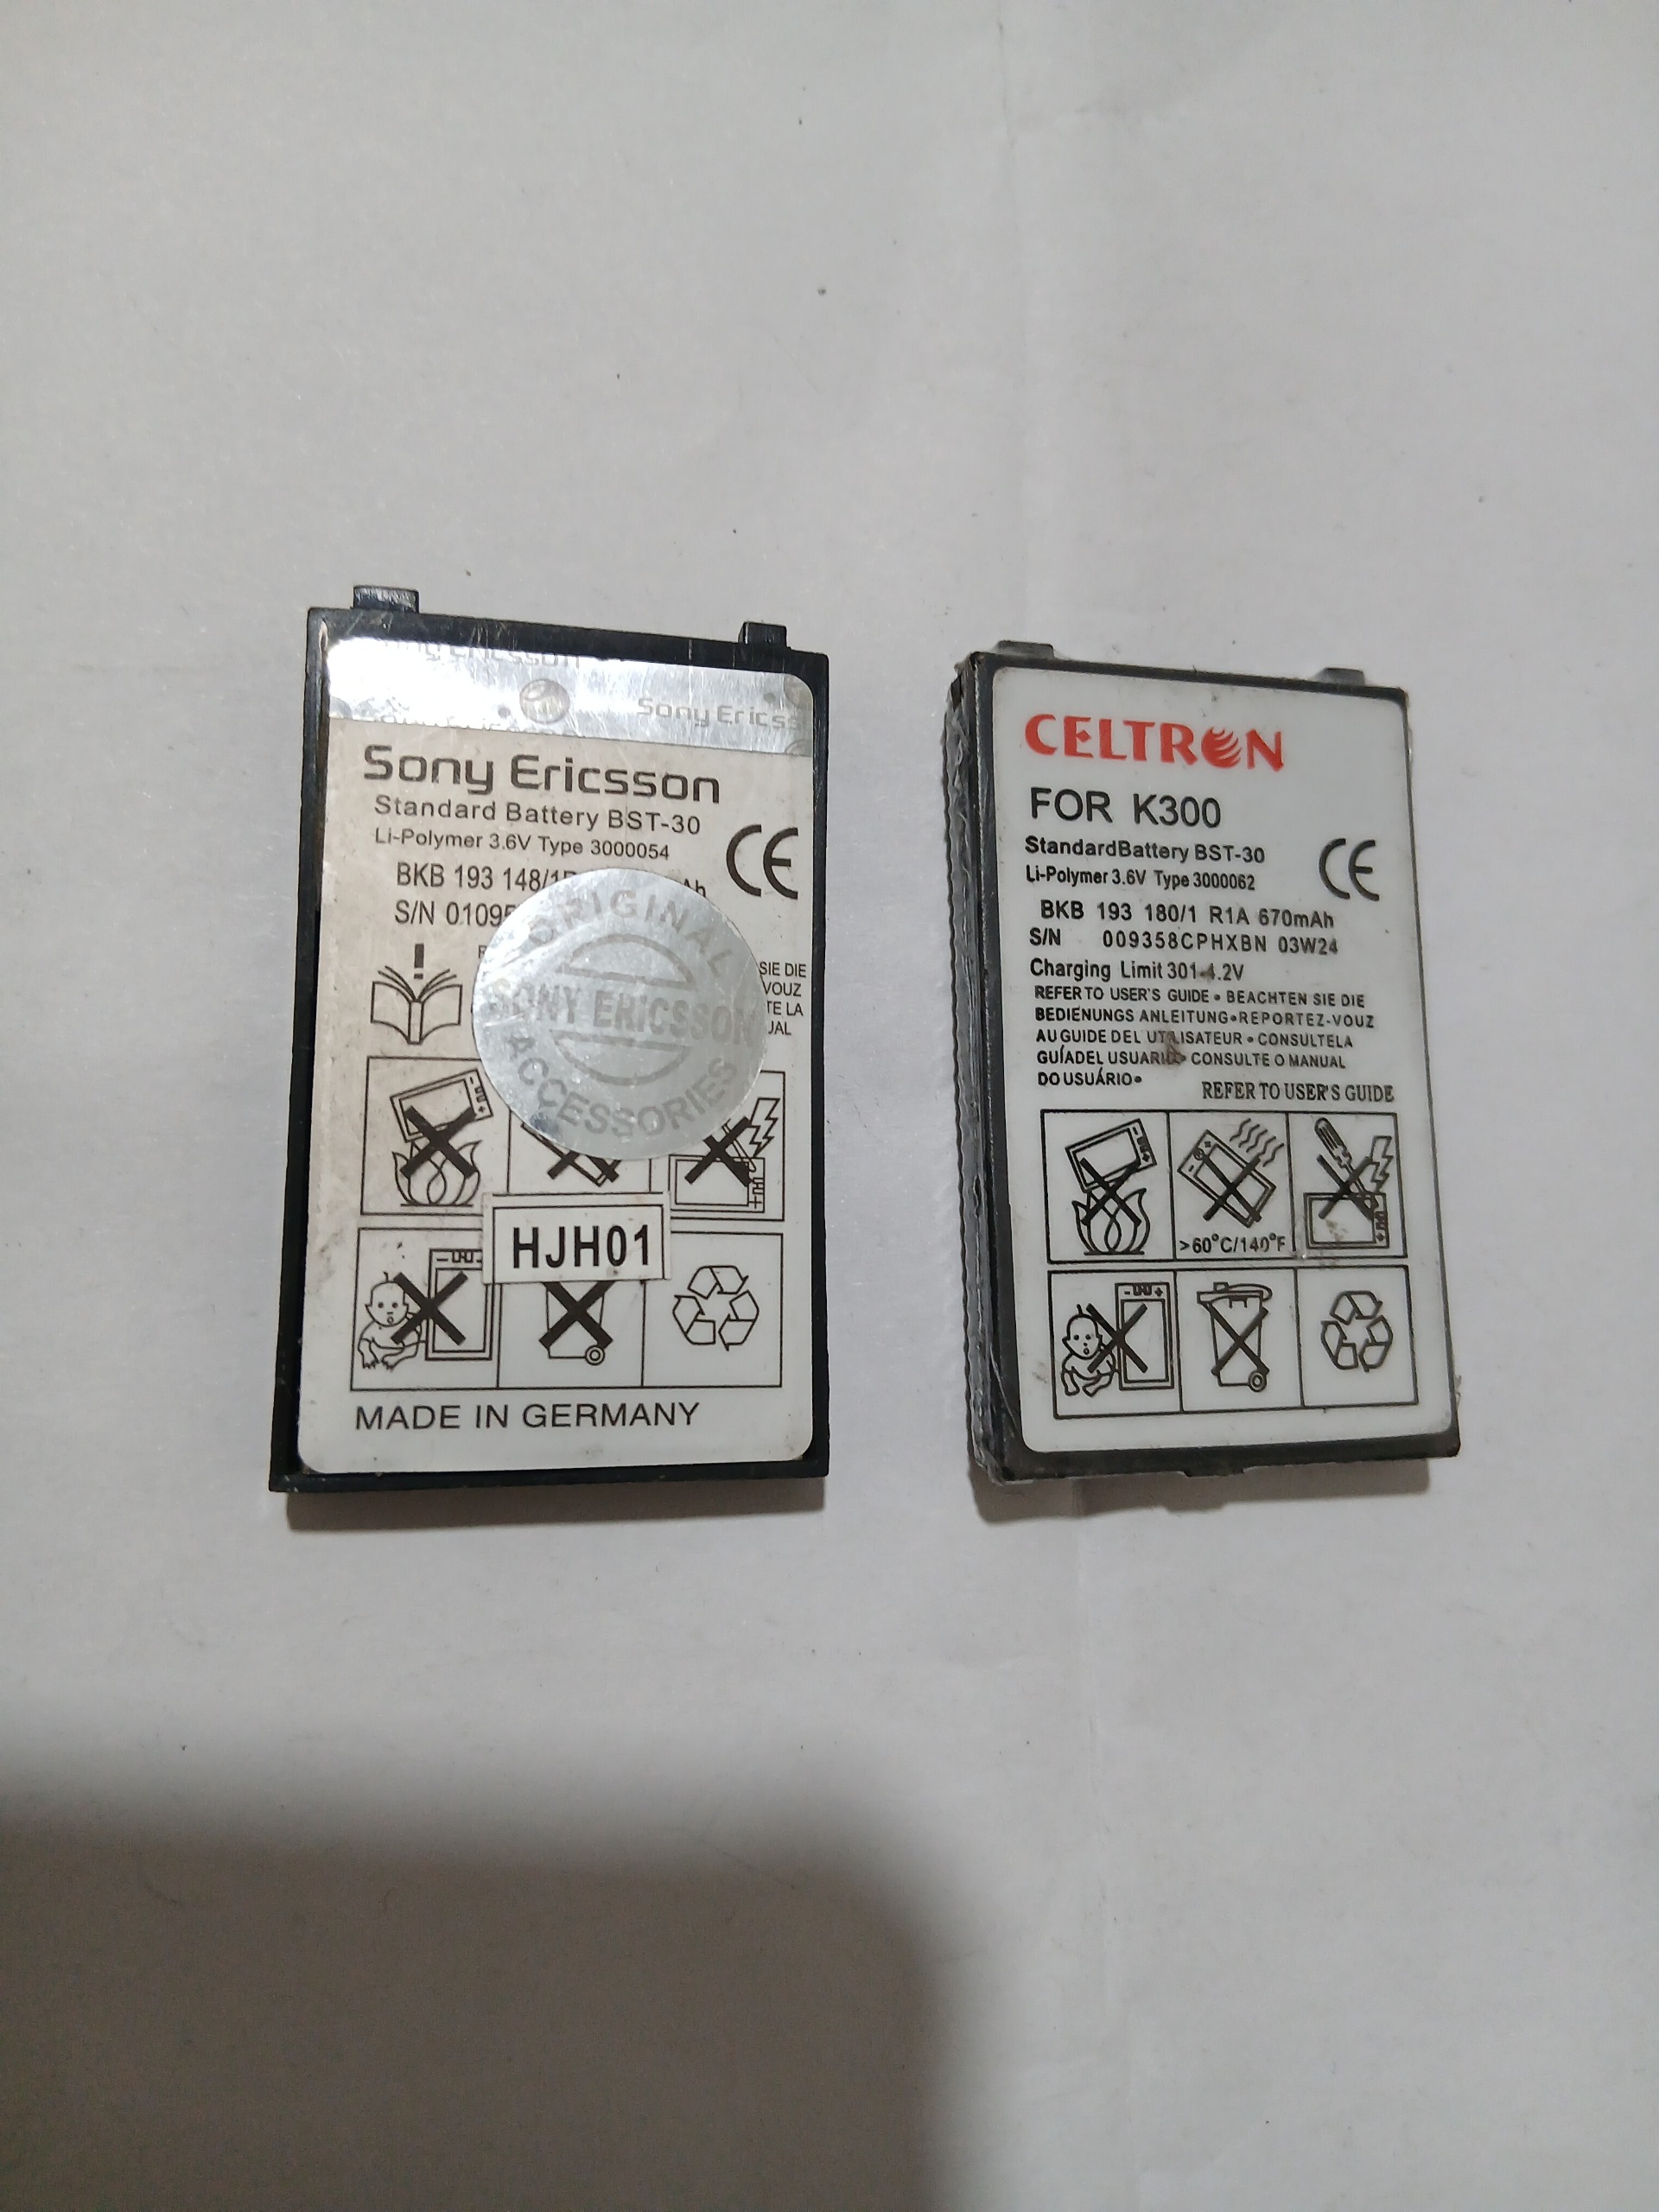 Sony Ericsson
Sony Ericss
Sony Ericsson
Standard Battery BST-30
Li-Polymer 3.6V Type 3000054
BKB 193 148/1
S/N 01095
SIE DIE
VOUZ
TE LA
ORIGINAL
SONY ERICSSON
ACCESSORIES
HJH01
MADE IN GERMANY
CELTRON
FOR K300
StandardBattery BST-30
Li-Polymer 3.6V Type 3000062
BKB 193 180/1 R1A 670mAh
S/N 009358CPHXBN 03W24
Charging Limit 301-4.2V
REFER TO USER'S GUIDE • BEACHTEN SIE DIE
BEDIENUNGS ANLEITUNG•REPORTEZ-VOUZ
AU GUIDE DEL UTILISATEUR • CONSULTELA
GUÍADEL USUARIO • CONSULTE O MANUAL
DO USUÁRIO•
REFER TO USER'S GUIDE
>60°C/140°F